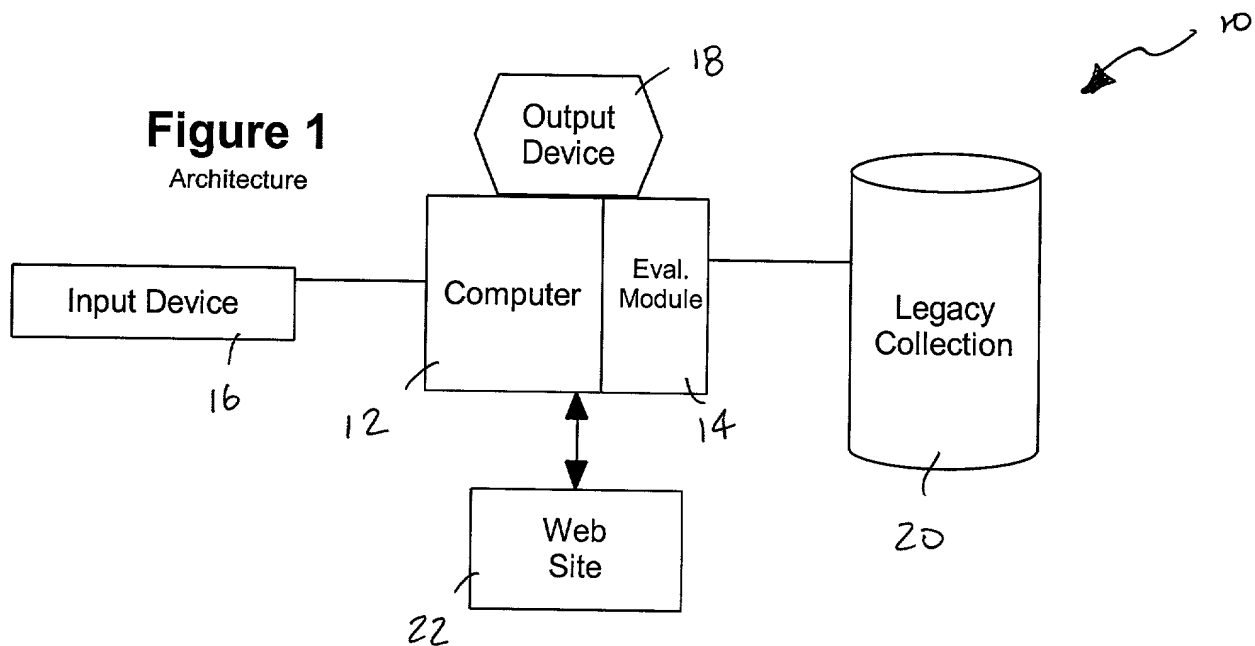 10
18
Figure 1
Architecture
Output
Device
Input Device
Computer
Eval.
Module
Legacy
Collection
16
12
14
20
Web
Site
22